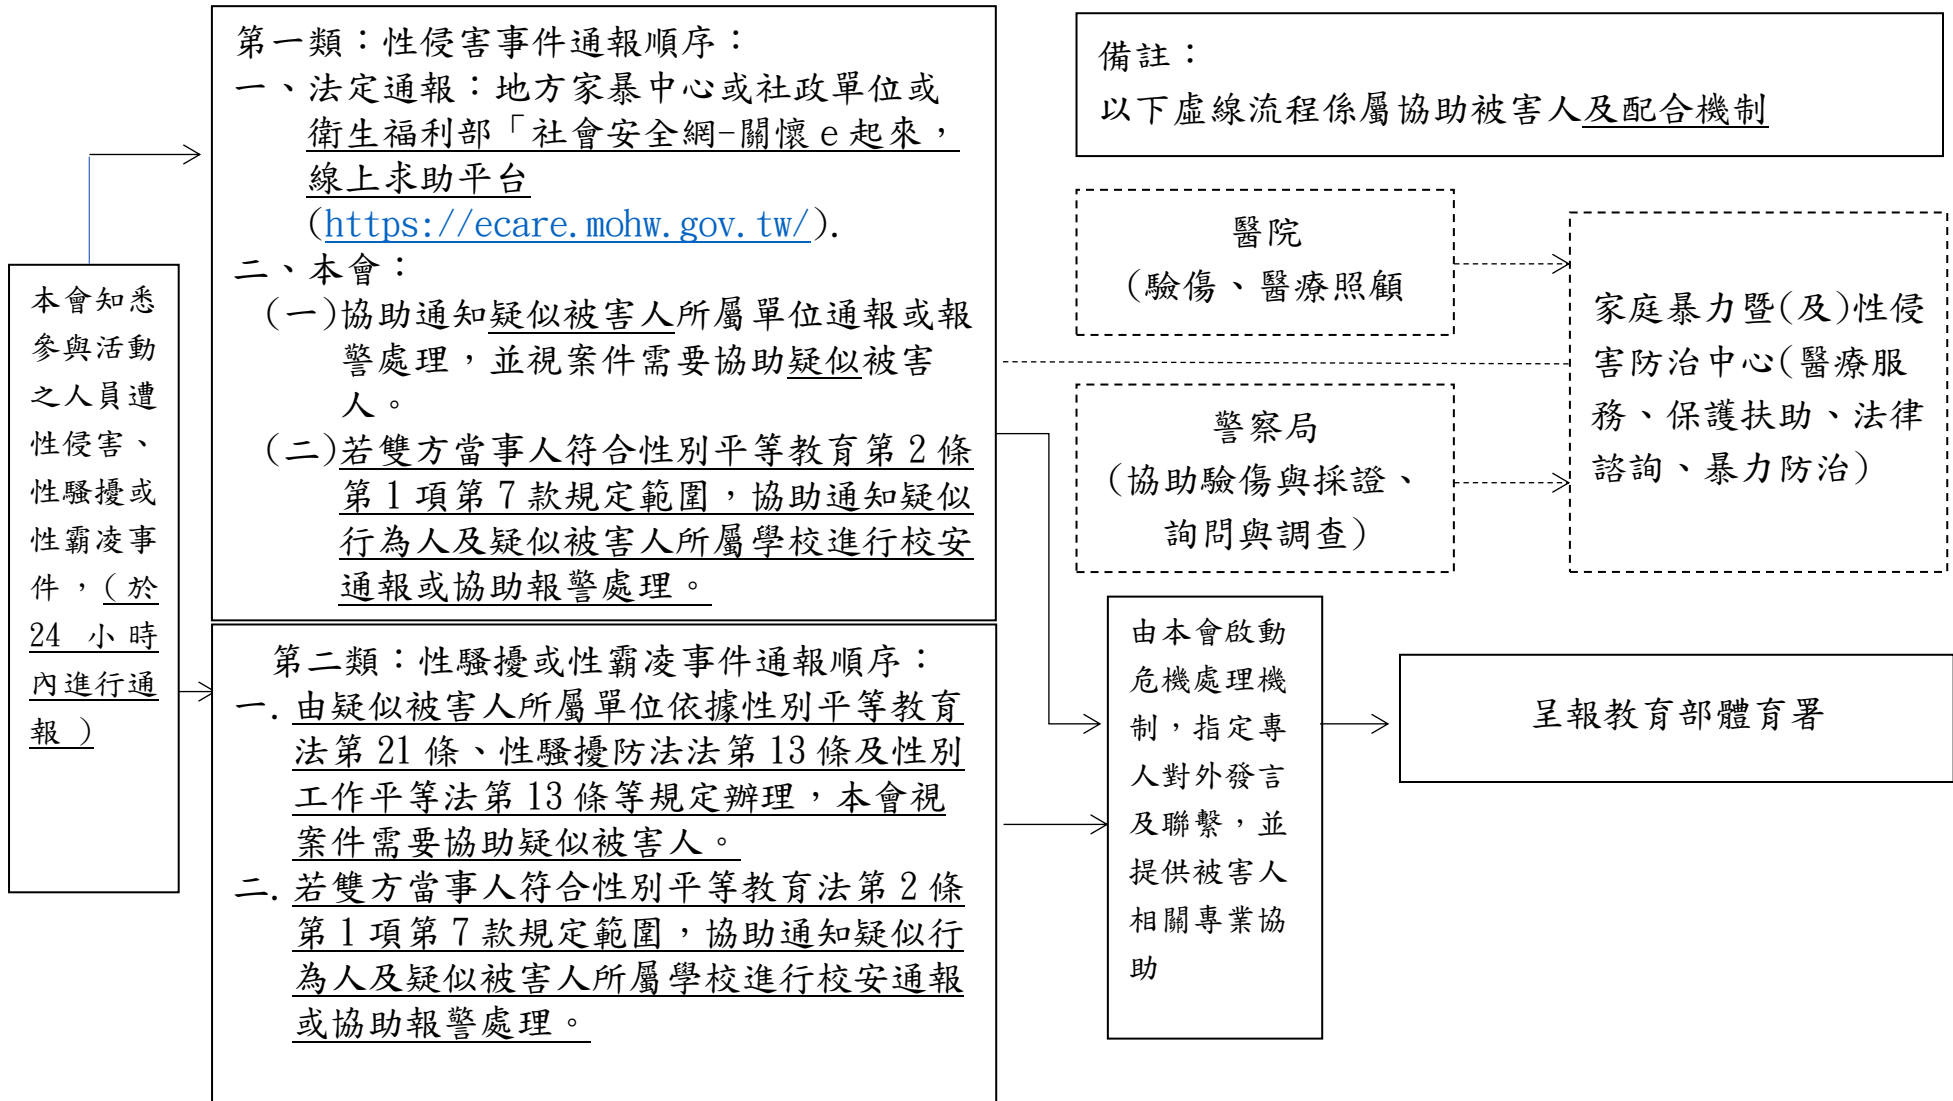 本會知悉
參與活動
之人員遭
性侵害、
性騷擾或
性霸凌事
件，(於
24 小時
內進行通
報 )
第一類：性侵害事件通報順序：
一、法定通報：地方家暴中心或社政單位或
衛生福利部「社會安全網-關懷 e 起來，
線上求助平台
(https://ecare.mohw.gov.tw/).
二、本會：
(一)協助通知疑似被害人所屬單位通報或報
警處理，並視案件需要協助疑似被害
人。
(二)若雙方當事人符合性別平等教育第 2 條
第 1 項第 7 款規定範圍，協助通知疑似
行為人及疑似被害人所屬學校進行校安
通報或協助報警處理。
第二類：性騷擾或性霸凌事件通報順序：
一. 由疑似被害人所屬單位依據性別平等教育
法第 21 條、性騷擾防法法第 13 條及性別
工作平等法第 13 條等規定辦理，本會視
案件需要協助疑似被害人。
二. 若雙方當事人符合性別平等教育法第 2 條
第 1 項第 7 款規定範圍，協助通知疑似行
為人及疑似被害人所屬學校進行校安通報
或協助報警處理。
備註：
以下虛線流程係屬協助被害人及配合機制
醫院
(驗傷、醫療照顧
警察局
(協助驗傷與採證、
詢問與調查)
家庭暴力暨(及)性侵
害防治中心(醫療服
務、保護扶助、法律
諮詢、暴力防治)
由本會啟動
危機處理機
制，指定專
人對外發言
及聯繫，並
提供被害人
相關專業協
助
呈報教育部體育署